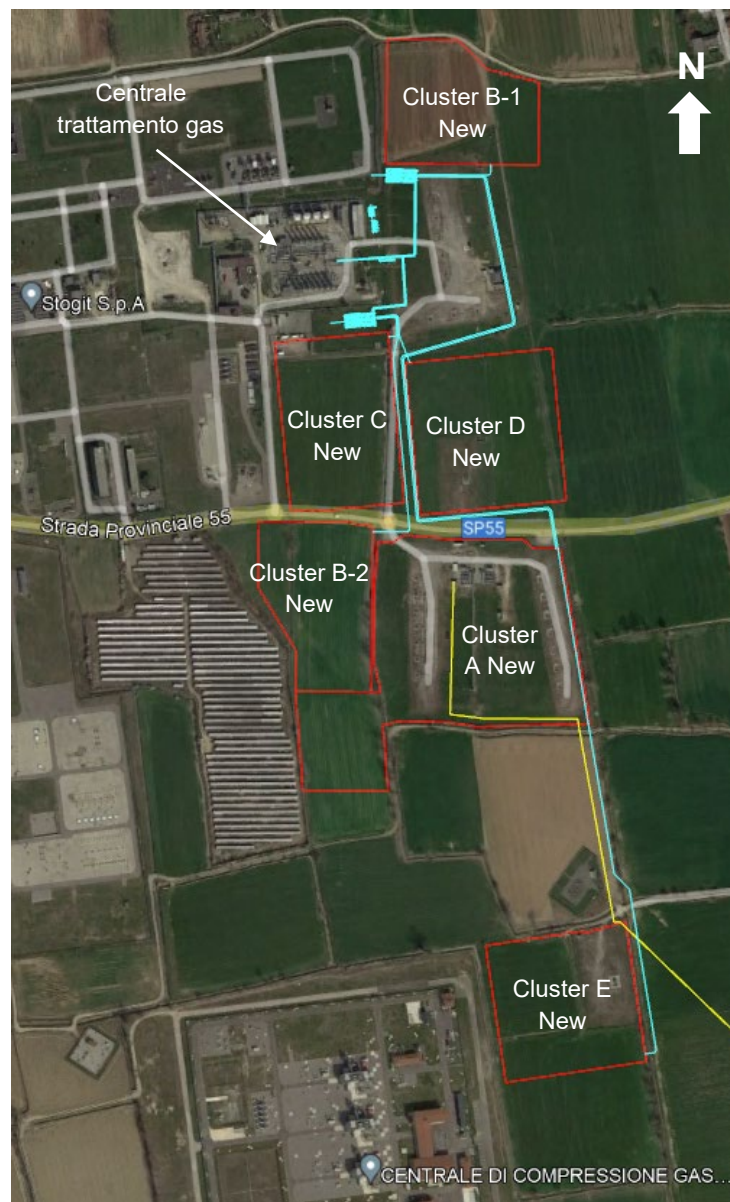 Cluster B-1
New
N
Centrale
trattamento gas
Stogit S.p.A
Cluster C
New
Cluster D
New
Strada Provinciale 55
SP55
Cluster B-2
New
Cluster
A New
Cluster E
New
CENTRALE DI COMPRESSIONE GAS...